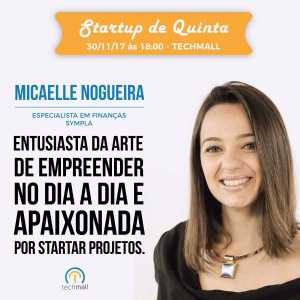 Startup de Quinta
30/11/17 às 18:00 - TECHMALL
MICAELLE NOGUEIRA
ESPECIALISTA EM FINANÇAS
SYMPLA
ENTUSIASTA DA ARTE
DE EMPREENDER
NO DIA A DIA E
APAIXONADA
POR STARTAR PROJETOS.
techmall